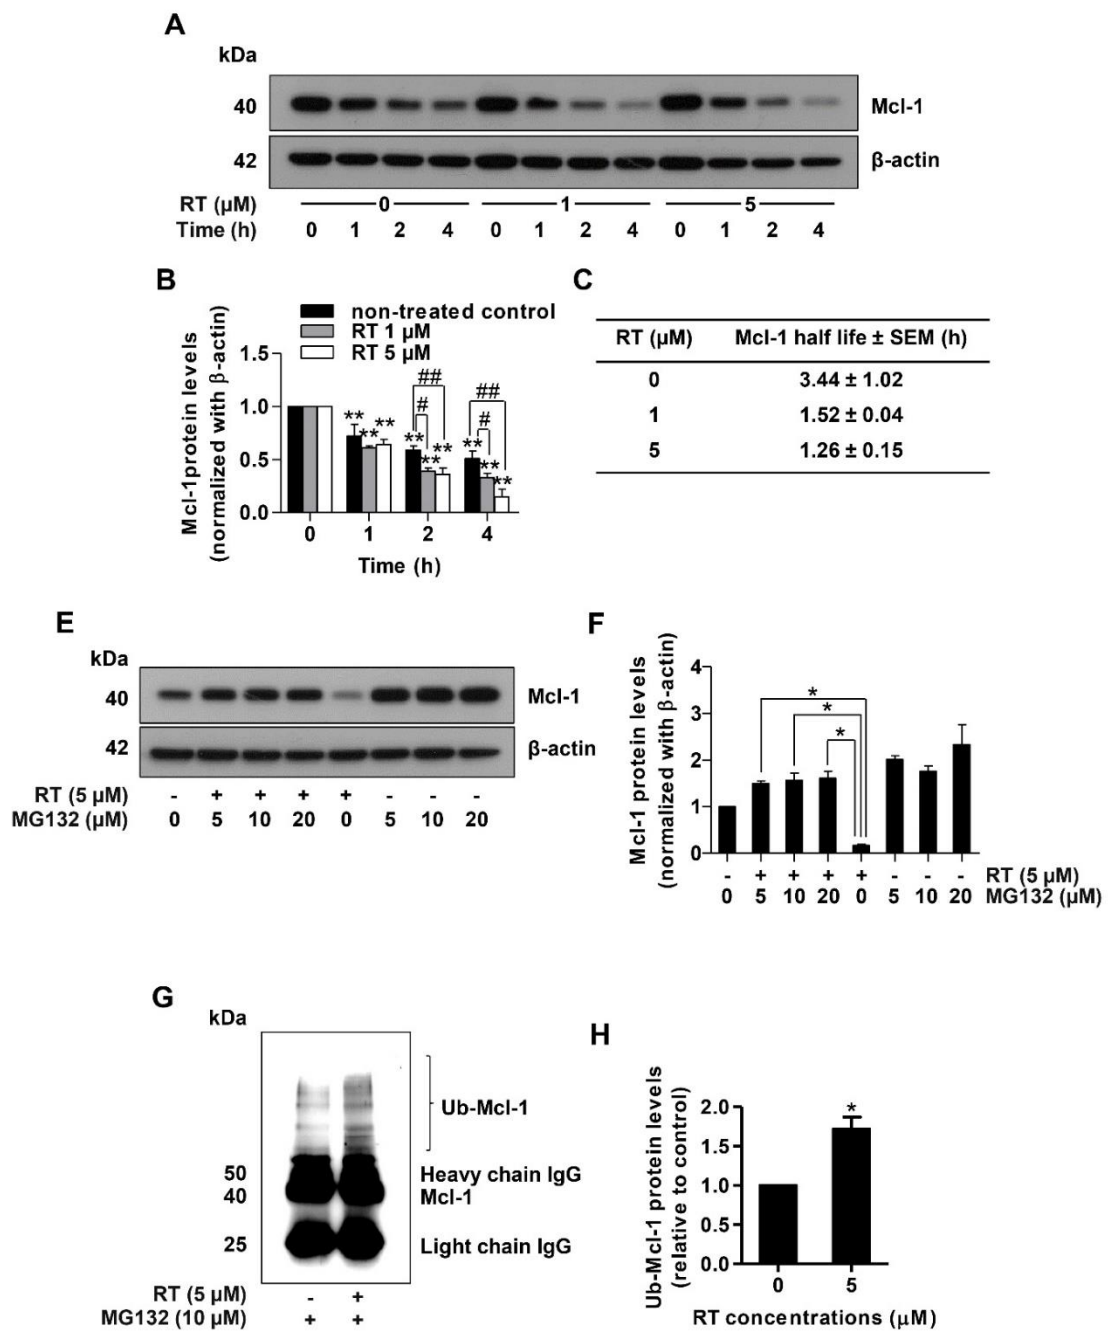 A
kDa
40
Mcl-1
42
β-actin
RT (μM) 0 1 5
Time (h) 0 1 2 4 0 1 2 4 0 1 2 4
B
Mcl-1protein levels
(normalized with β-actin)
non-treated control
RT 1 μM
RT 5 μM
1.5
1.0
0.5
0.0
** ** **
** ** ** # ##
** ** ** # ##
0 1 2 4
Time (h)
C
RT (μM) Mcl-1 half life ± SEM (h)
0 3.44 ± 1.02
1 1.52 ± 0.04
5 1.26 ± 0.15
E
kDa
40
Mcl-1
42
β-actin
RT (5 μM) - + + + + - - -
MG132 (μM) 0 5 10 20 0 5 10 20
F
Mcl-1 protein levels
(normalized with β-actin)
4
3
2
1
0
*
*
*
- + + + + - - - RT (5 μM)
0 5 10 20 0 5 10 20 MG132 (μM)
G
kDa
Ub-Mcl-1
50
Heavy chain IgG
40
Mcl-1
25
Light chain IgG
RT (5 μM) - +
MG132 (10 μM) + +
H
Ub-Mcl-1 protein levels
(relative to control)
2.0
1.5
1.0
0.5
0.0
*
0 5
RT concentrations (μM)